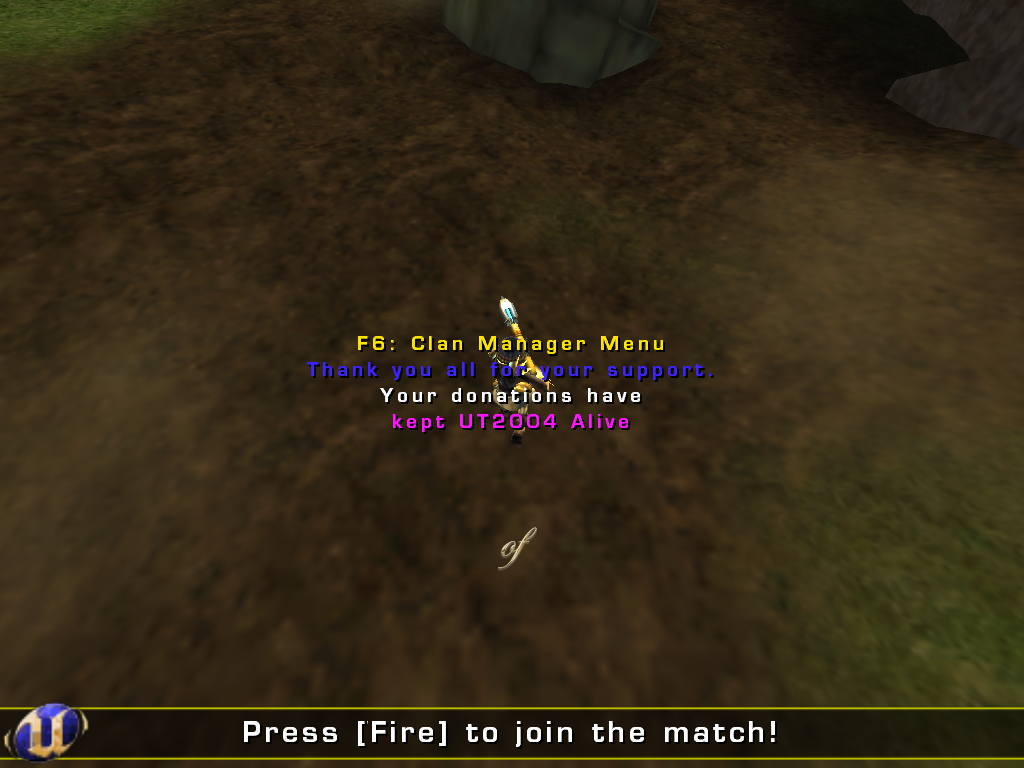 F6: Clan Manager Menu
Thank you all for your support.
Your donations have
kept UT2004 Alive
of
Press [Fire] to join the match!